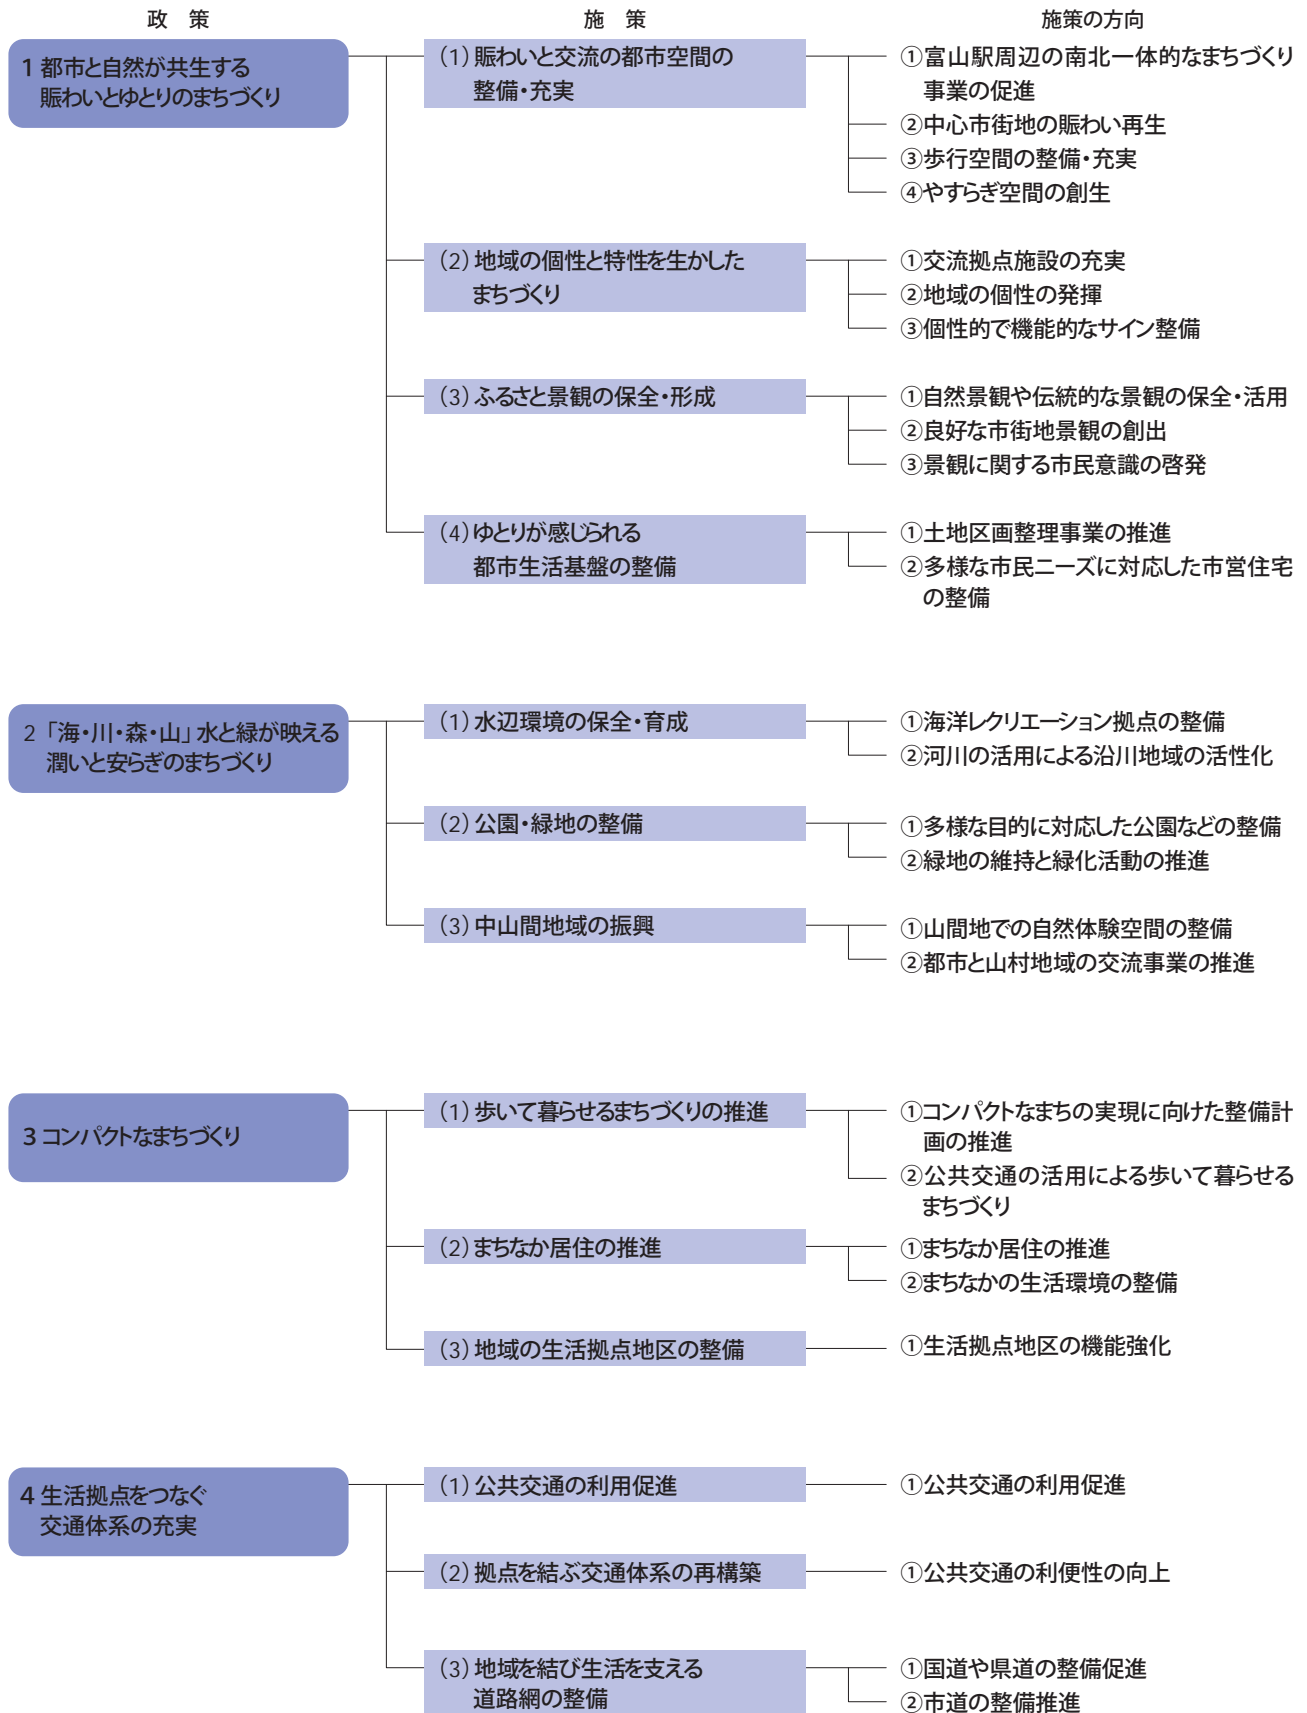 政　策
施　策
施策の方向
1 都市と自然が共生する
賑わいとゆとりのまちづくり
（1）賑わいと交流の都市空間の
整備・充実
①富山駅周辺の南北一体的なまちづくり
事業の促進
②中心市街地の賑わい再生
③歩行空間の整備・充実
④やすらぎ空間の創生
（2）地域の個性と特性を生かした
まちづくり
①交流拠点施設の充実
②地域の個性の発揮
③個性的で機能的なサイン整備
（3）ふるさと景観の保全・形成
①自然景観や伝統的な景観の保全・活用
②良好な市街地景観の創出
③景観に関する市民意識の啓発
（4）ゆとりが感じられる
都市生活基盤の整備
①土地区画整理事業の推進
②多様な市民ニーズに対応した市営住宅
の整備
2 「海・川・森・山」水と緑が映える
潤いと安らぎのまちづくり
（1）水辺環境の保全・育成
①海洋レクリエーション拠点の整備
②河川の活用による沿川地域の活性化
（2）公園・緑地の整備
①多様な目的に対応した公園などの整備
②緑地の維持と緑化活動の推進
（3）中山間地域の振興
①山間地での自然体験空間の整備
②都市と山村地域の交流事業の推進
3 コンパクトなまちづくり
（1）歩いて暮らせるまちづくりの推進
①コンパクトなまちの実現に向けた整備計
画の推進
②公共交通の活用による歩いて暮らせる
まちづくり
（2）まちなか居住の推進
①まちなか居住の推進
②まちなかの生活環境の整備
（3）地域の生活拠点地区の整備
①生活拠点地区の機能強化
4 生活拠点をつなぐ
交通体系の充実
（1）公共交通の利用促進
①公共交通の利用促進
（2）拠点を結ぶ交通体系の再構築
①公共交通の利便性の向上
（3）地域を結び生活を支える
道路網の整備
①国道や県道の整備促進
②市道の整備推進